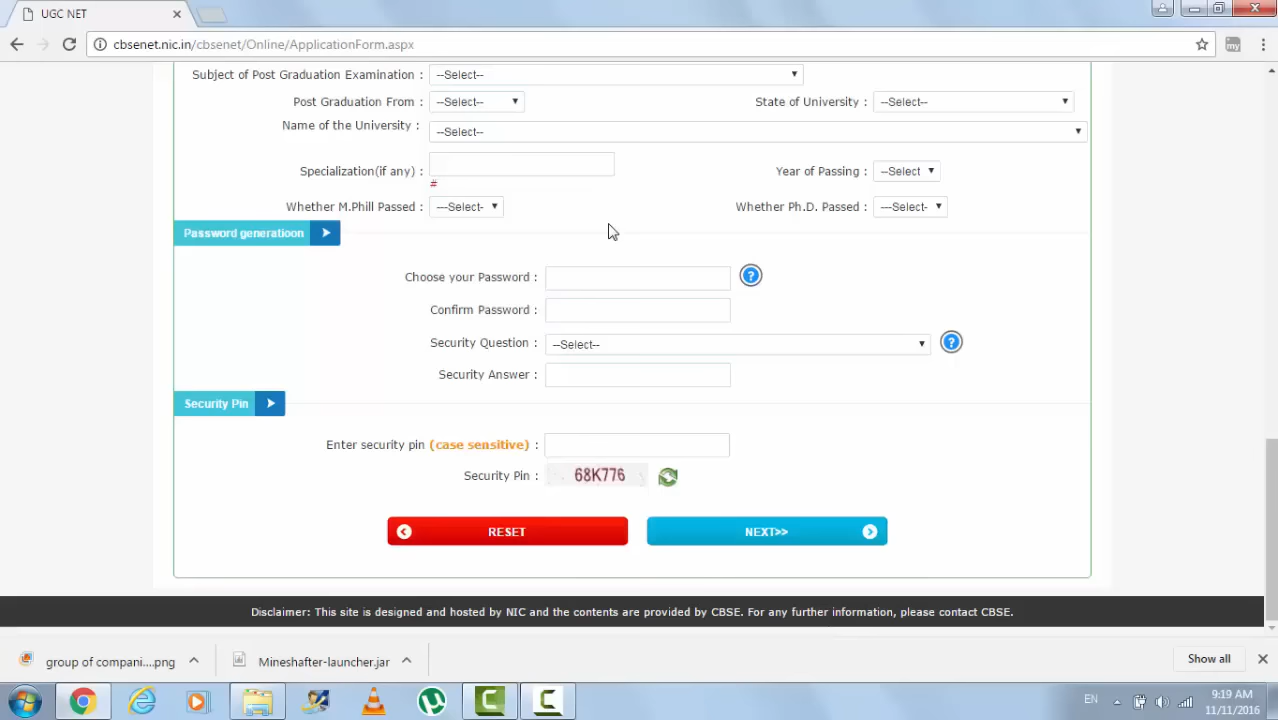 UGC NET
cbsenet.nic.in/cbsenet/Online/ApplicationForm.aspx
my
Subject of Post Graduation Examination : --Select--
Post Graduation From : --Select-- State of University : --Select--
Name of the University : --Select--
Specialization(if any) : Year of Passing : --Select
#
Whether M.Phill Passed : ---Select- Whether Ph.D. Passed : ---Select-
Password generatioon
Choose your Password : ?
Confirm Password :
Security Question : --Select-- ?
Security Answer :
Security Pin
Enter security pin (case sensitive) :
Security Pin : 68K776
RESET NEXT>>
Disclaimer: This site is designed and hosted by NIC and the contents are provided by CBSE. For any further information, please contact CBSE.
group of compani....png Mineshafter-launcher.jar Show all
EN 9:19 AM
11/11/2016